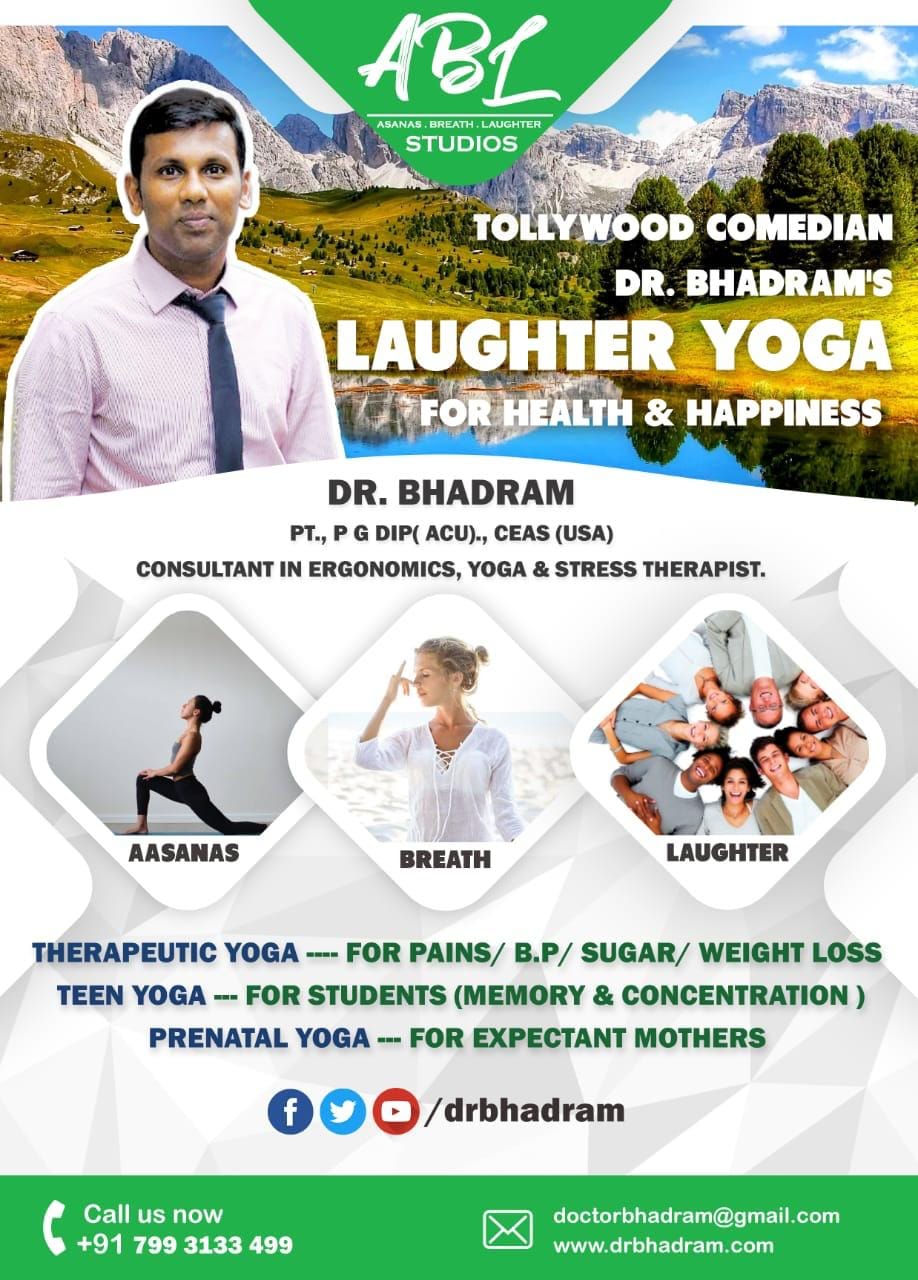 ABL
ASANAS . BREATH . LAUGHTER
STUDIOS
TOLLYWOOD COMEDIAN
DR. BHADRAM'S
LAUGHTER YOGA
FOR HEALTH & HAPPINESS
DR. BHADRAM
PT., P G DIP( ACU)., CEAS (USA)
CONSULTANT IN ERGONOMICS, YOGA & STRESS THERAPIST.
AASANAS
BREATH
LAUGHTER
THERAPEUTIC YOGA ---- FOR PAINS/ B.P/ SUGAR/ WEIGHT LOSS
TEEN YOGA --- FOR STUDENTS (MEMORY & CONCENTRATION )
PRENATAL YOGA --- FOR EXPECTANT MOTHERS
/drbhadram
Call us now
+91 799 3133 499
doctorbhadram@gmail.com
www.drbhadram.com